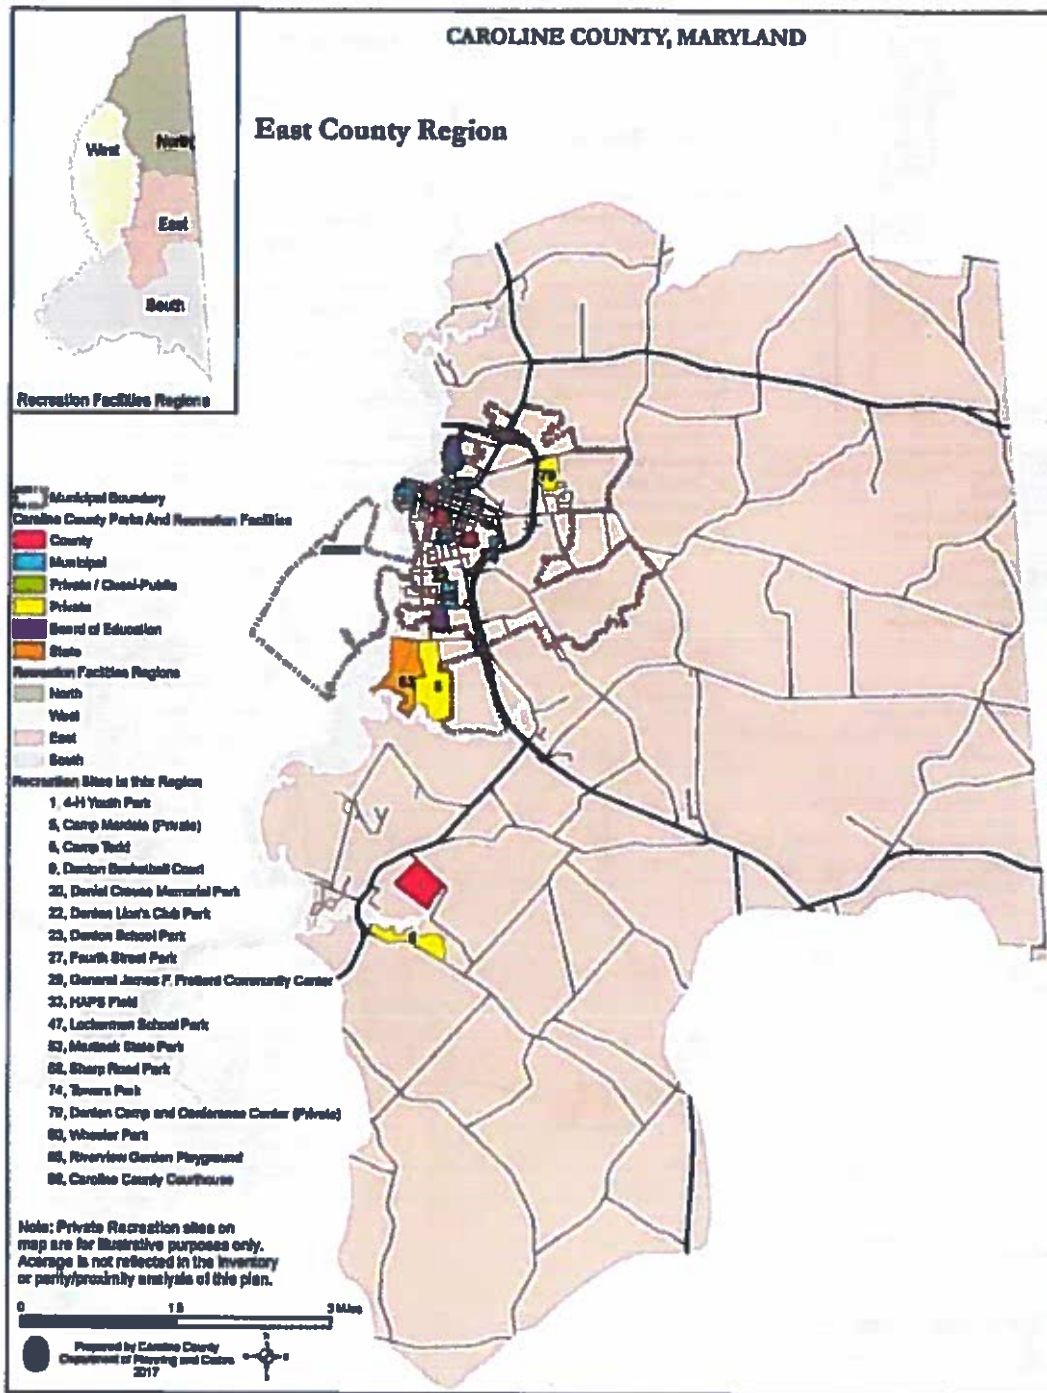 CAROLINE COUNTY, MARYLAND
East County Region
West
North
East
South
Recreation Facilities Regions
Municipal Boundary
Caroline County Parks And Recreation Facilities
County
Municipal
Private / Quasi-Public
Private
Board of Education
State
Recreation Facilities Regions
North
West
East
South
Recreation Sites in this Region
1, 4-H Youth Park
5, Camp Mardela (Private)
6, Camp Todd
9, Denton Basketball Court
20, Daniel Crouse Memorial Park
22, Denton Lion's Club Park
23, Denton School Park
27, Fourth Street Park
29, General James F. Fretterd Community Center
33, HAPS Field
47, Lockerman School Park
53, Martinak State Park
68, Sharp Road Park
74, Towers Park
79, Denton Camp and Conference Center (Private)
Wheeler Park
Riverview Garden Playground
Caroline County Courthouse
79
53
Note: Private Recreation sites on
map are for illustrative purposes only.
Acerage is not reflected in the inventory
or parity/proximity analysis of this plan.
0 1.5 3 Miles
Prepared by Caroline County
Department of Planning and Codes
2017